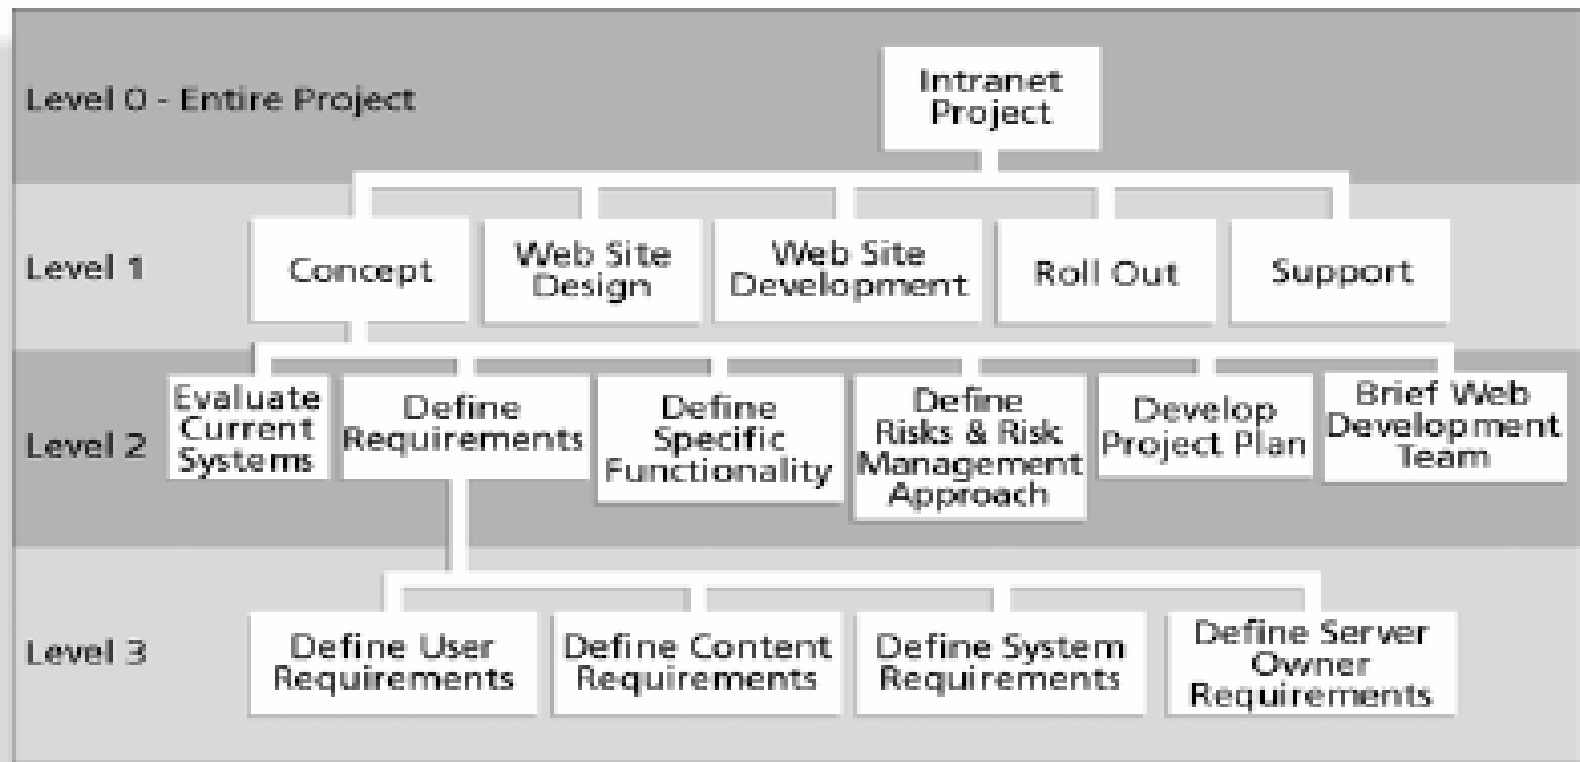 Level 0 - Entire Project
Intranet
Project
Level 1
Concept
Web Site
Design
Web Site
Development
Roll Out
Support
Level 2
Evaluate
Current
Systems
Define
Requirements
Define
Specific
Functionality
Define
Risks & Risk
Management
Approach
Develop
Project Plan
Brief Web
Development
Team
Level 3
Define User
Requirements
Define Content
Requirements
Define System
Requirements
Define Server
Owner
Requirements